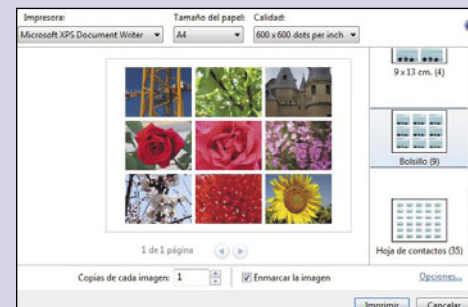 Impresora: Tamaño del papel: Calidad:
Microsoft XPS Document Writer A4 600 x 600 dots per inch
9 x 13 cm. (4)
Bolsillo (9)
Hoja de contactos (35)
1 de 1 página
Copias de cada imagen: 1 Enmarcar la imagen Opciones...
Imprimir Cancelar